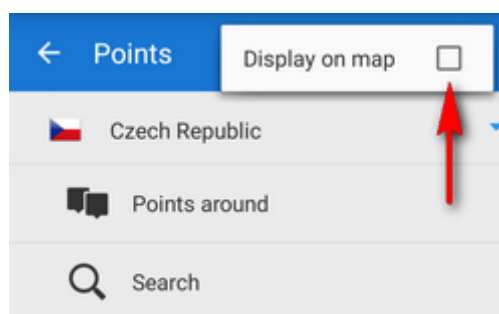 Points
Display on map
Czech Republic
Points around
Search